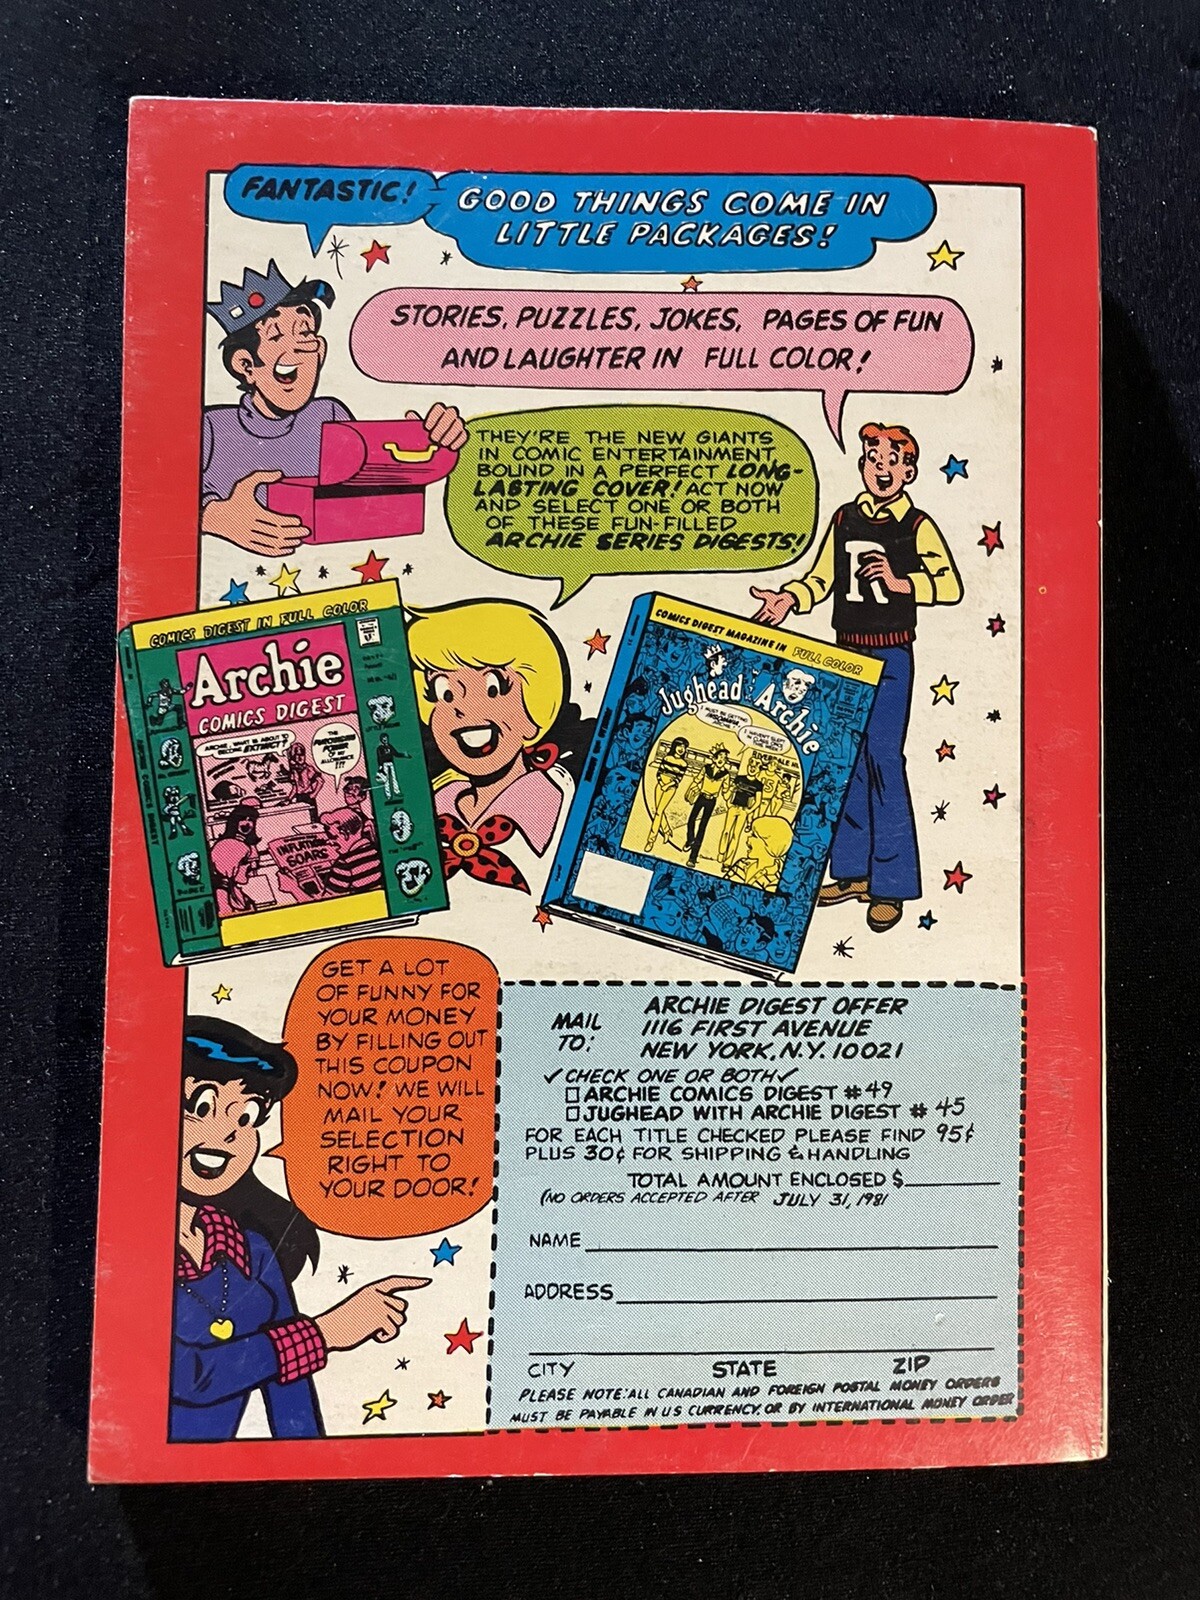 FANTASTIC!
GOOD THINGS COME IN
LITTLE PACKAGES!
STORIES, PUZZLES, JOKES, PAGES OF FUN
AND LAUGHTER IN FULL COLOR!
THEY'RE THE NEW GIANTS
IN COMIC ENTERTAINMENT,
BOUND IN A PERFECT LONG-
LASTING COVER! ACT NOW
AND SELECT ONE OR BOTH
OF THESE FUN-FILLED
ARCHIE SERIES DIGESTS!
R
COMICS DIGEST IN FULL COLOR
Archie
COMICS DIGEST
INFLATION
SOARS
COMICS DIGEST MAGAZINE IN FULL COLOR
Jughead Archie
RIVERDALE
GET A LOT
OF FUNNY FOR
YOUR MONEY
BY FILLING OUT
THIS COUPON
NOW! WE WILL
MAIL YOUR
SELECTION
RIGHT TO
YOUR DOOR!
MAIL TO:
ARCHIE DIGEST OFFER
1116 FIRST AVENUE
NEW YORK, N.Y. 10021
✓CHECK ONE OR BOTH✓
□ ARCHIE COMICS DIGEST #49
□ JUGHEAD WITH ARCHIE DIGEST # 45
FOR EACH TITLE CHECKED PLEASE FIND 95¢
PLUS 30¢ FOR SHIPPING & HANDLING
TOTAL AMOUNT ENCLOSED $
(NO ORDERS ACCEPTED AFTER JULY 31, 1981
NAME
ADDRESS
CITY STATE ZIP
PLEASE NOTE: ALL CANADIAN AND FOREIGN POSTAL MONEY ORDERS
MUST BE PAYABLE IN US CURRENCY, OR BY INTERNATIONAL MONEY ORDER